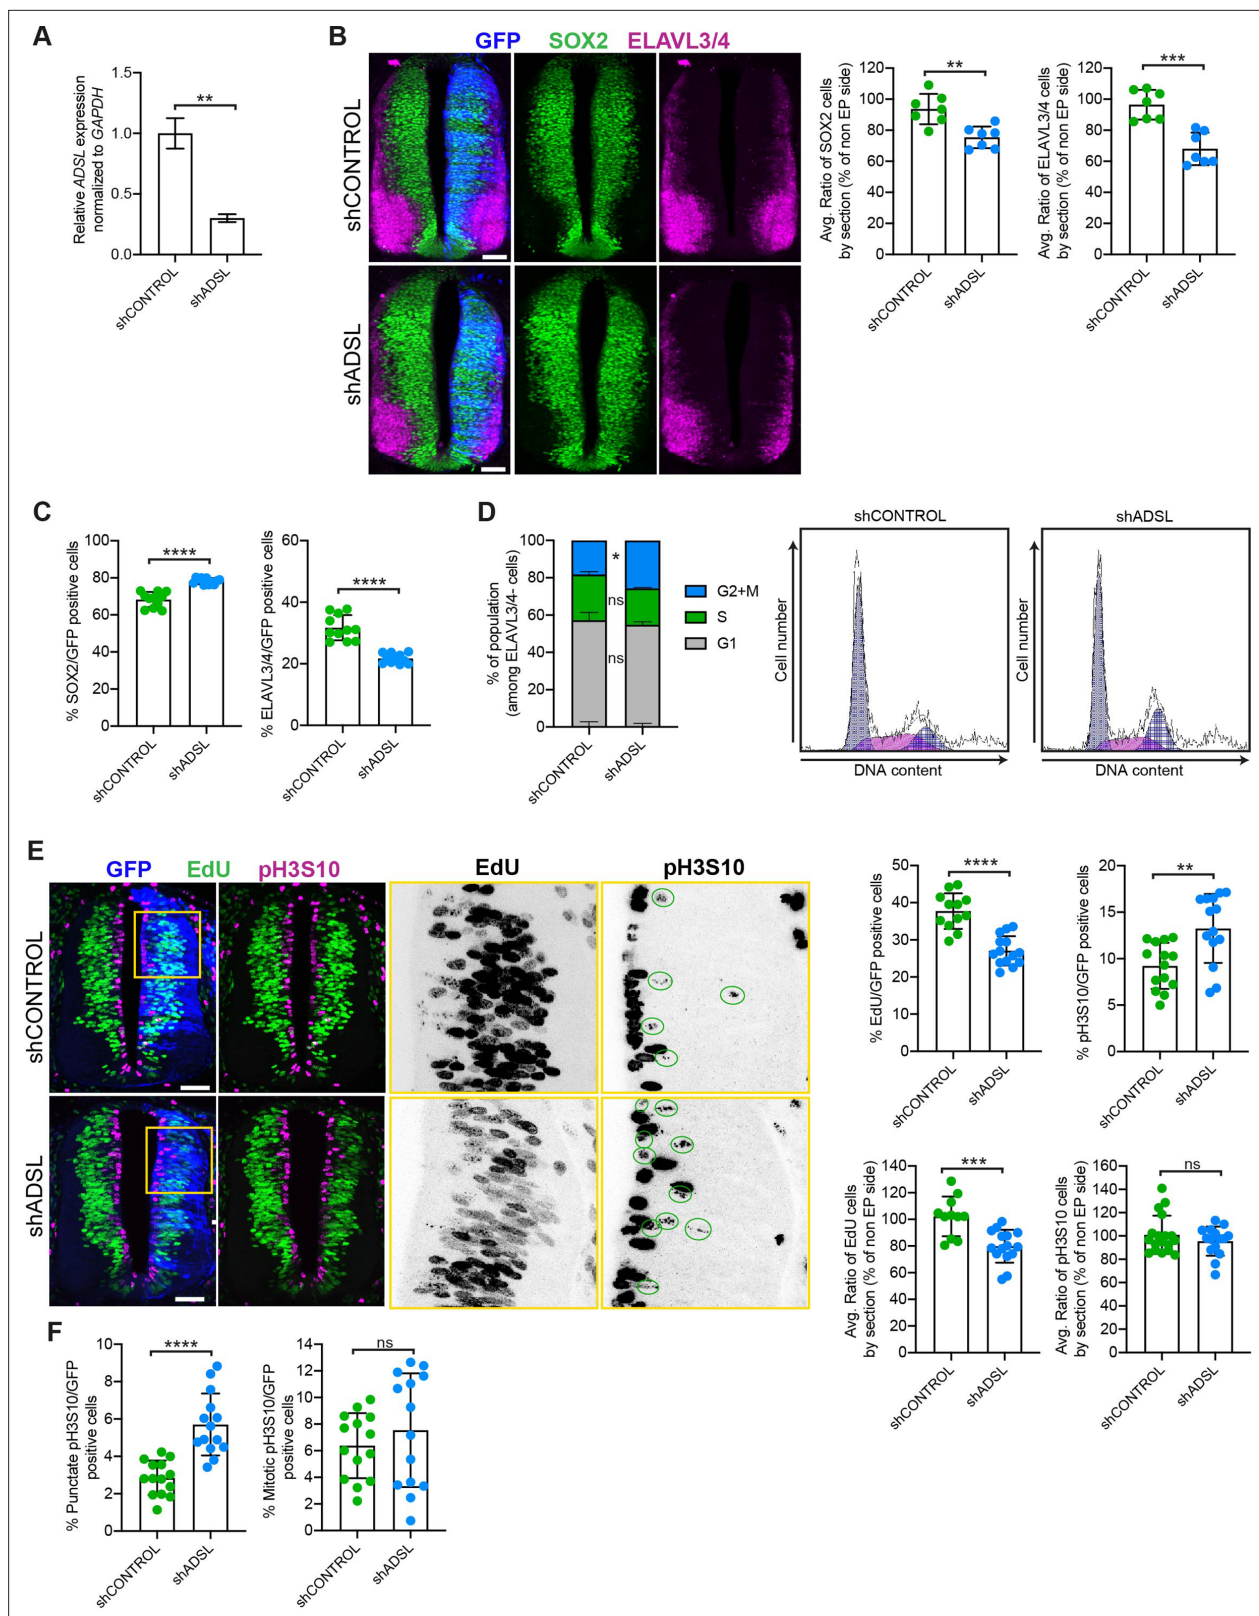 A
Relative ADSL expression
normalized to GAPDH
1.5
1.0
0.5
0.0
**
shCONTROL
shADSL
B
GFP SOX2 ELAVL3/4
shCONTROL
shADSL
Avg. Ratio of SOX2 cells
by section (% of non EP side)
120
100
80
60
40
20
0
**
shCONTROL
shADSL
Avg. Ratio of ELAVL3/4 cells
by section (% of non EP side)
120
100
80
60
40
20
0
***
shCONTROL
shADSL
C
% SOX2/GFP positive cells
100
80
60
40
20
0
****
shCONTROL
shADSL
% ELAVL3/4/GFP positive cells
60
40
20
0
****
shCONTROL
shADSL
D
% of population
(among ELAVL3/4- cells)
100
80
60
40
20
0
*
ns
ns
shCONTROL
shADSL
G2+M
S
G1
shCONTROL
Cell number
DNA content
shADSL
Cell number
DNA content
E
GFP EdU pH3S10
EdU
pH3S10
shCONTROL
shADSL
% EdU/GFP positive cells
50
40
30
20
10
0
****
shCONTROL
shADSL
% pH3S10/GFP positive cells
20
15
10
5
0
**
shCONTROL
shADSL
Avg. Ratio of EdU cells
by section (% of non EP side)
140
120
100
80
60
40
20
0
***
shCONTROL
shADSL
Avg. Ratio of pH3S10 cells
by section (% of non EP side)
160
140
120
100
80
60
40
20
0
ns
shCONTROL
shADSL
F
% Punctate pH3S10/GFP
positive cells
10
8
6
4
2
0
****
shCONTROL
shADSL
% Mitotic pH3S10/GFP
positive cells
14
12
10
8
6
4
2
0
ns
shCONTROL
shADSL